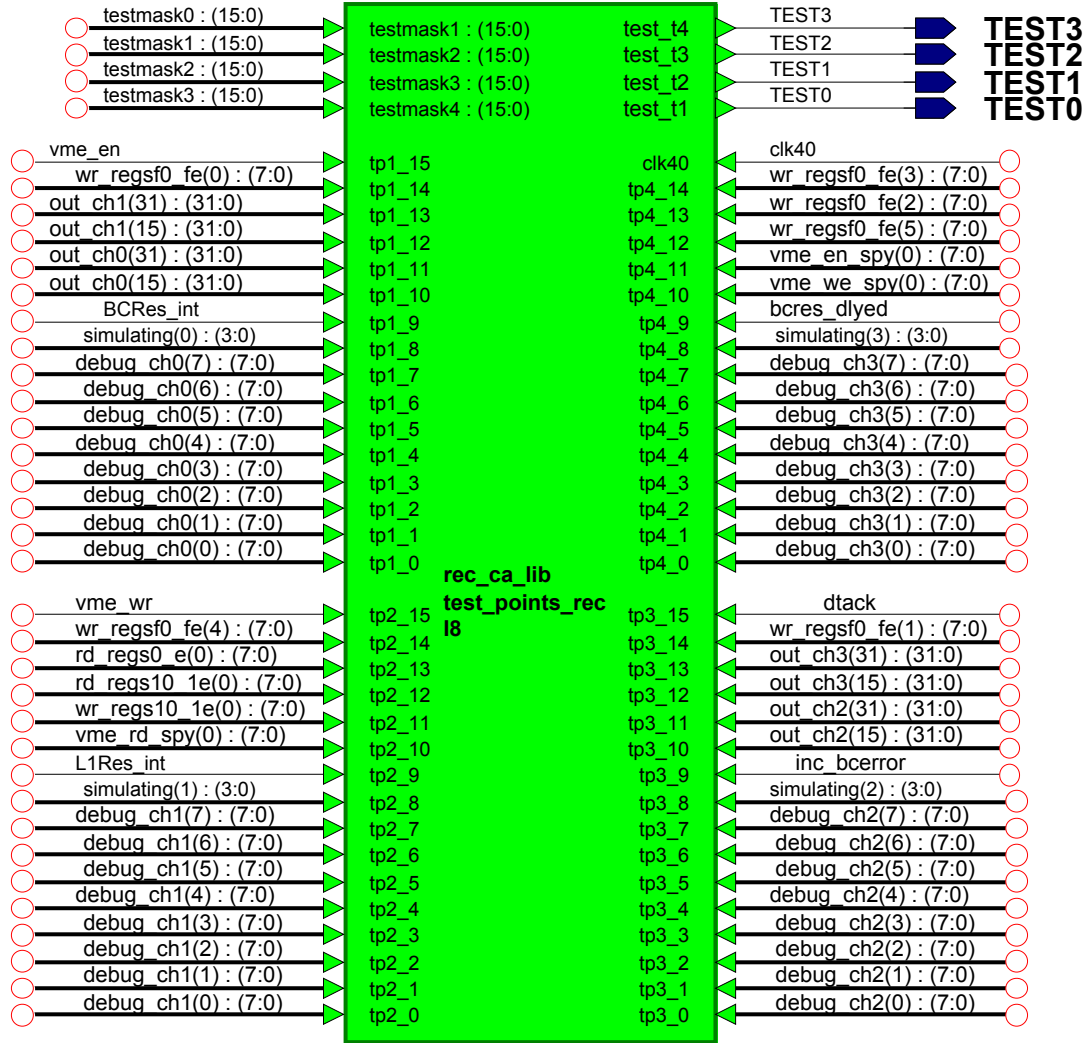 testmask0 : (15:0) testmask1 : (15:0) test_t4 TEST3 TEST3
testmask1 : (15:0) testmask2 : (15:0) test_t3 TEST2 TEST2
testmask2 : (15:0) testmask3 : (15:0) test_t2 TEST1 TEST1
testmask3 : (15:0) testmask4 : (15:0) test_t1 TEST0 TEST0
vme_en tp1_15 clk40 clk40
wr_regsf0_fe(0) : (7:0) tp1_14 tp4_14 wr_regsf0_fe(3) : (7:0)
out_ch1(31) : (31:0) tp1_13 tp4_13 wr_regsf0_fe(2) : (7:0)
out_ch1(15) : (31:0) tp1_12 tp4_12 wr_regsf0_fe(5) : (7:0)
out_ch0(31) : (31:0) tp1_11 tp4_11 vme_en_spy(0) : (7:0)
out_ch0(15) : (31:0) tp1_10 tp4_10 vme_we_spy(0) : (7:0)
BCRes_int tp1_9 tp4_9 bcres_dlyed
simulating(0) : (3:0) tp1_8 tp4_8 simulating(3) : (3:0)
debug_ch0(7) : (7:0) tp1_7 tp4_7 debug_ch3(7) : (7:0)
debug_ch0(6) : (7:0) tp1_6 tp4_6 debug_ch3(6) : (7:0)
debug_ch0(5) : (7:0) tp1_5 tp4_5 debug_ch3(5) : (7:0)
debug_ch0(4) : (7:0) tp1_4 tp4_4 debug_ch3(4) : (7:0)
debug_ch0(3) : (7:0) tp1_3 tp4_3 debug_ch3(3) : (7:0)
debug_ch0(2) : (7:0) tp1_2 tp4_2 debug_ch3(2) : (7:0)
debug_ch0(1) : (7:0) tp1_1 tp4_1 debug_ch3(1) : (7:0)
debug_ch0(0) : (7:0) tp1_0 tp4_0 debug_ch3(0) : (7:0)
rec_ca_lib
test_points_rec
I8
vme_wr tp2_15 tp3_15 dtack
wr_regsf0_fe(4) : (7:0) tp2_14 tp3_14 wr_regsf0_fe(1) : (7:0)
rd_regs0_e(0) : (7:0) tp2_13 tp3_13 out_ch3(31) : (31:0)
rd_regs10_1e(0) : (7:0) tp2_12 tp3_12 out_ch3(15) : (31:0)
wr_regs10_1e(0) : (7:0) tp2_11 tp3_11 out_ch2(31) : (31:0)
vme_rd_spy(0) : (7:0) tp2_10 tp3_10 out_ch2(15) : (31:0)
L1Res_int tp2_9 tp3_9 inc_bcerror
simulating(1) : (3:0) tp2_8 tp3_8 simulating(2) : (3:0)
debug_ch1(7) : (7:0) tp2_7 tp3_7 debug_ch2(7) : (7:0)
debug_ch1(6) : (7:0) tp2_6 tp3_6 debug_ch2(6) : (7:0)
debug_ch1(5) : (7:0) tp2_5 tp3_5 debug_ch2(5) : (7:0)
debug_ch1(4) : (7:0) tp2_4 tp3_4 debug_ch2(4) : (7:0)
debug_ch1(3) : (7:0) tp2_3 tp3_3 debug_ch2(3) : (7:0)
debug_ch1(2) : (7:0) tp2_2 tp3_2 debug_ch2(2) : (7:0)
debug_ch1(1) : (7:0) tp2_1 tp3_1 debug_ch2(1) : (7:0)
debug_ch1(0) : (7:0) tp2_0 tp3_0 debug_ch2(0) : (7:0)